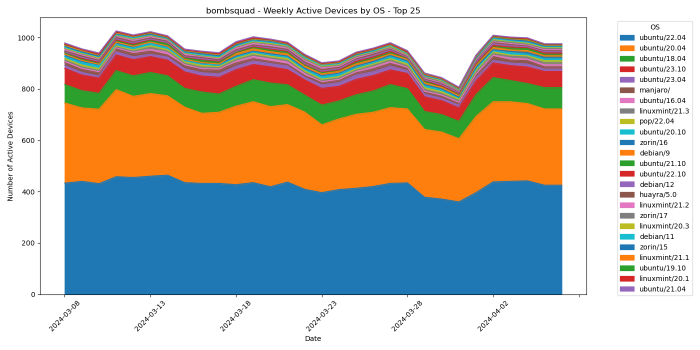 bombsquad - Weekly Active Devices by OS - Top 25
Number of Active Devices
1000
800
600
400
200
0
2024-03-08
2024-03-13
2024-03-18
2024-03-23
2024-03-28
2024-04-02
Date
OS
ubuntu/22.04
ubuntu/20.04
ubuntu/18.04
ubuntu/23.10
ubuntu/23.04
manjaro/
ubuntu/16.04
linuxmint/21.3
pop/22.04
ubuntu/20.10
zorin/16
debian/9
ubuntu/21.10
ubuntu/22.10
debian/12
huayra/5.0
linuxmint/21.2
zorin/17
linuxmint/20.3
debian/11
zorin/15
linuxmint/21.1
ubuntu/19.10
linuxmint/20.1
ubuntu/21.04